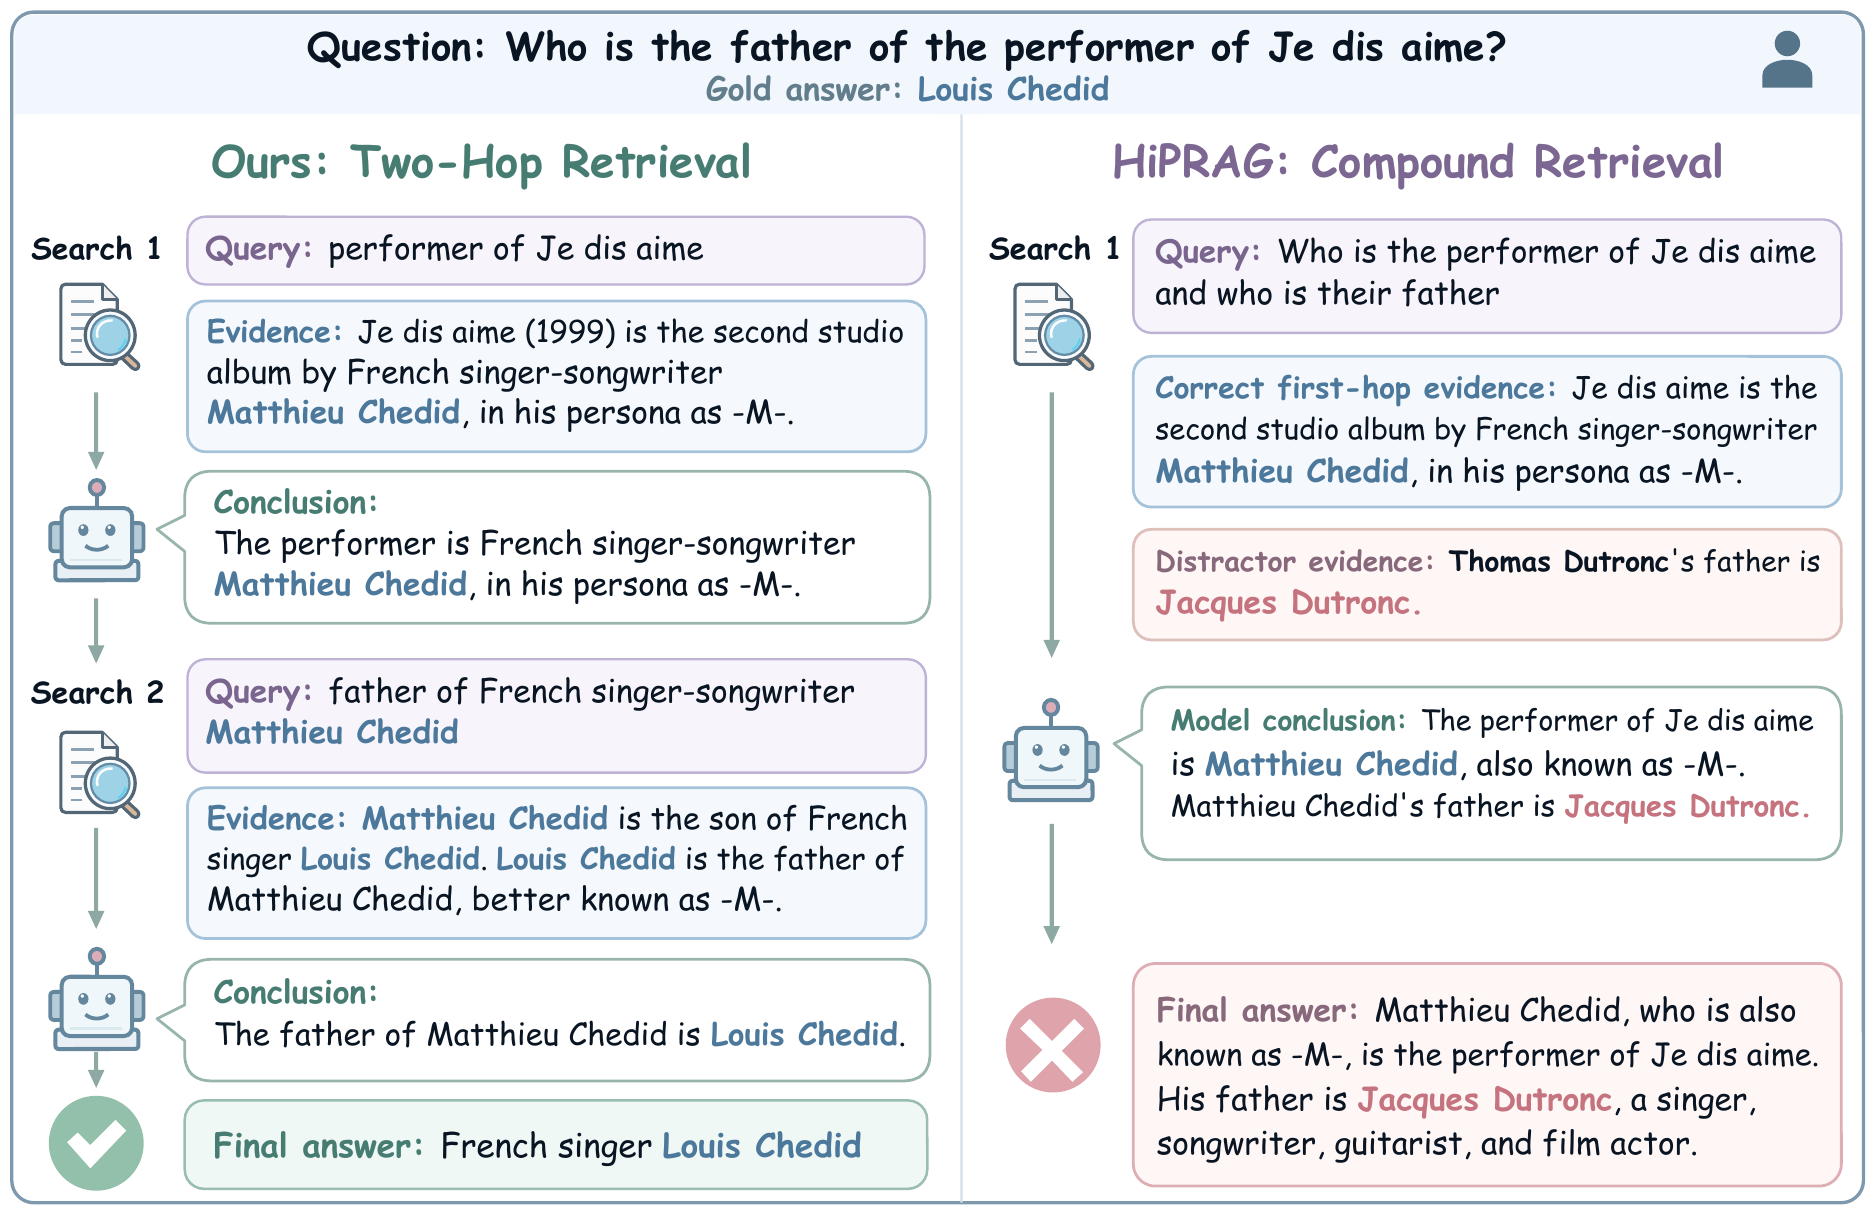 Question: Who is the father of the performer of Je dis aime?
Gold answer: Louis Chedid
Ours: Two-Hop Retrieval
Search 1
Query: performer of Je dis aime
Evidence: Je dis aime (1999) is the second studio
album by French singer-songwriter
Matthieu Chedid, in his persona as -M-.
Conclusion:
The performer is French singer-songwriter
Matthieu Chedid, in his persona as -M-.
Search 2
Query: father of French singer-songwriter
Matthieu Chedid
Evidence: Matthieu Chedid is the son of French
singer Louis Chedid. Louis Chedid is the father of
Matthieu Chedid, better known as -M-.
Conclusion:
The father of Matthieu Chedid is Louis Chedid.
Final answer: French singer Louis Chedid
HiPRAG: Compound Retrieval
Search 1
Query: Who is the performer of Je dis aime
and who is their father
Correct first-hop evidence: Je dis aime is the
second studio album by French singer-songwriter
Matthieu Chedid, in his persona as -M-.
Distractor evidence: Thomas Dutronc's father is
Jacques Dutronc.
Model conclusion: The performer of Je dis aime
is Matthieu Chedid, also known as -M-.
Matthieu Chedid's father is Jacques Dutronc.
Final answer: Matthieu Chedid, who is also
known as -M-, is the performer of Je dis aime.
His father is Jacques Dutronc, a singer,
songwriter, guitarist, and film actor.